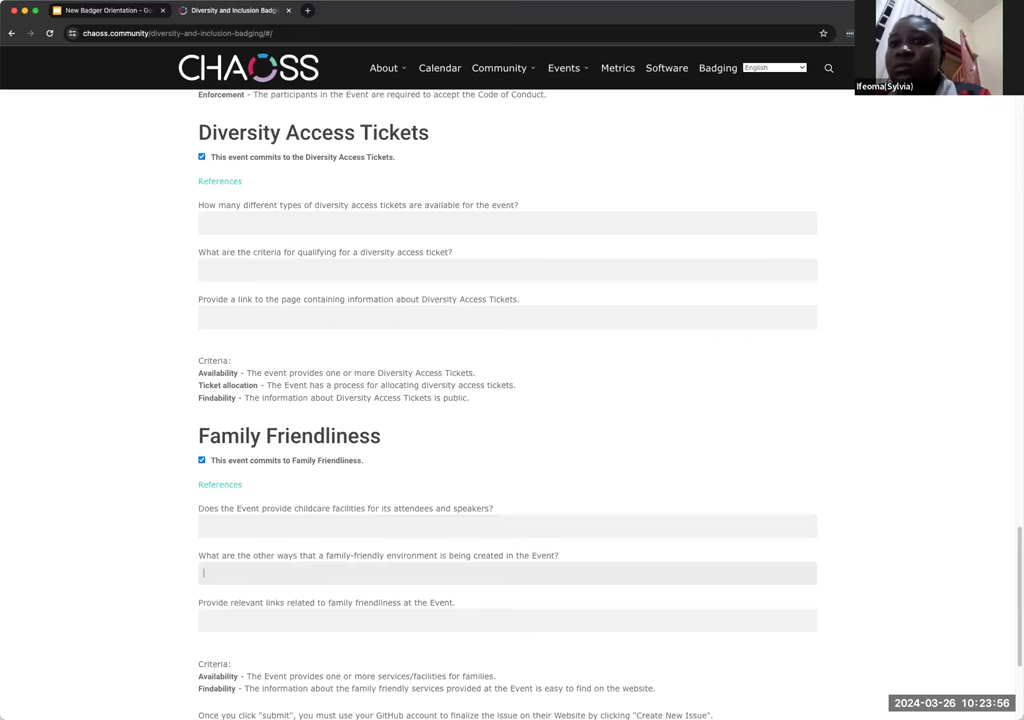 New Badger Orientation - Go
Diversity and Inclusion Badg
chaoss.community/diversity-and-inclusion-badging/#/
CHAOSS
About
Calendar
Community
Events
Metrics
Software
Badging
English
Ifeoma(Sylvia)
Enforcement - The participants in the Event are required to accept the Code of Conduct.
Diversity Access Tickets
This event commits to the Diversity Access Tickets.
References
How many different types of diversity access tickets are available for the event?
What are the criteria for qualifying for a diversity access ticket?
Provide a link to the page containing information about Diversity Access Tickets.
Criteria:
Availability - The event provides one or more Diversity Access Tickets.
Ticket allocation - The Event has a process for allocating diversity access tickets.
Findability - The information about Diversity Access Tickets is public.
Family Friendliness
This event commits to Family Friendliness.
References
Does the Event provide childcare facilities for its attendees and speakers?
What are the other ways that a family-friendly environment is being created in the Event?
Provide relevant links related to family friendliness at the Event.
Criteria:
Availability - The Event provides one or more services/facilities for families.
Findability - The information about the family friendly services provided at the Event is easy to find on the website.
Once you click "submit", you must use your GitHub account to finalize the issue on their Website by clicking "Create New Issue".
2024-03-26 10:23:56